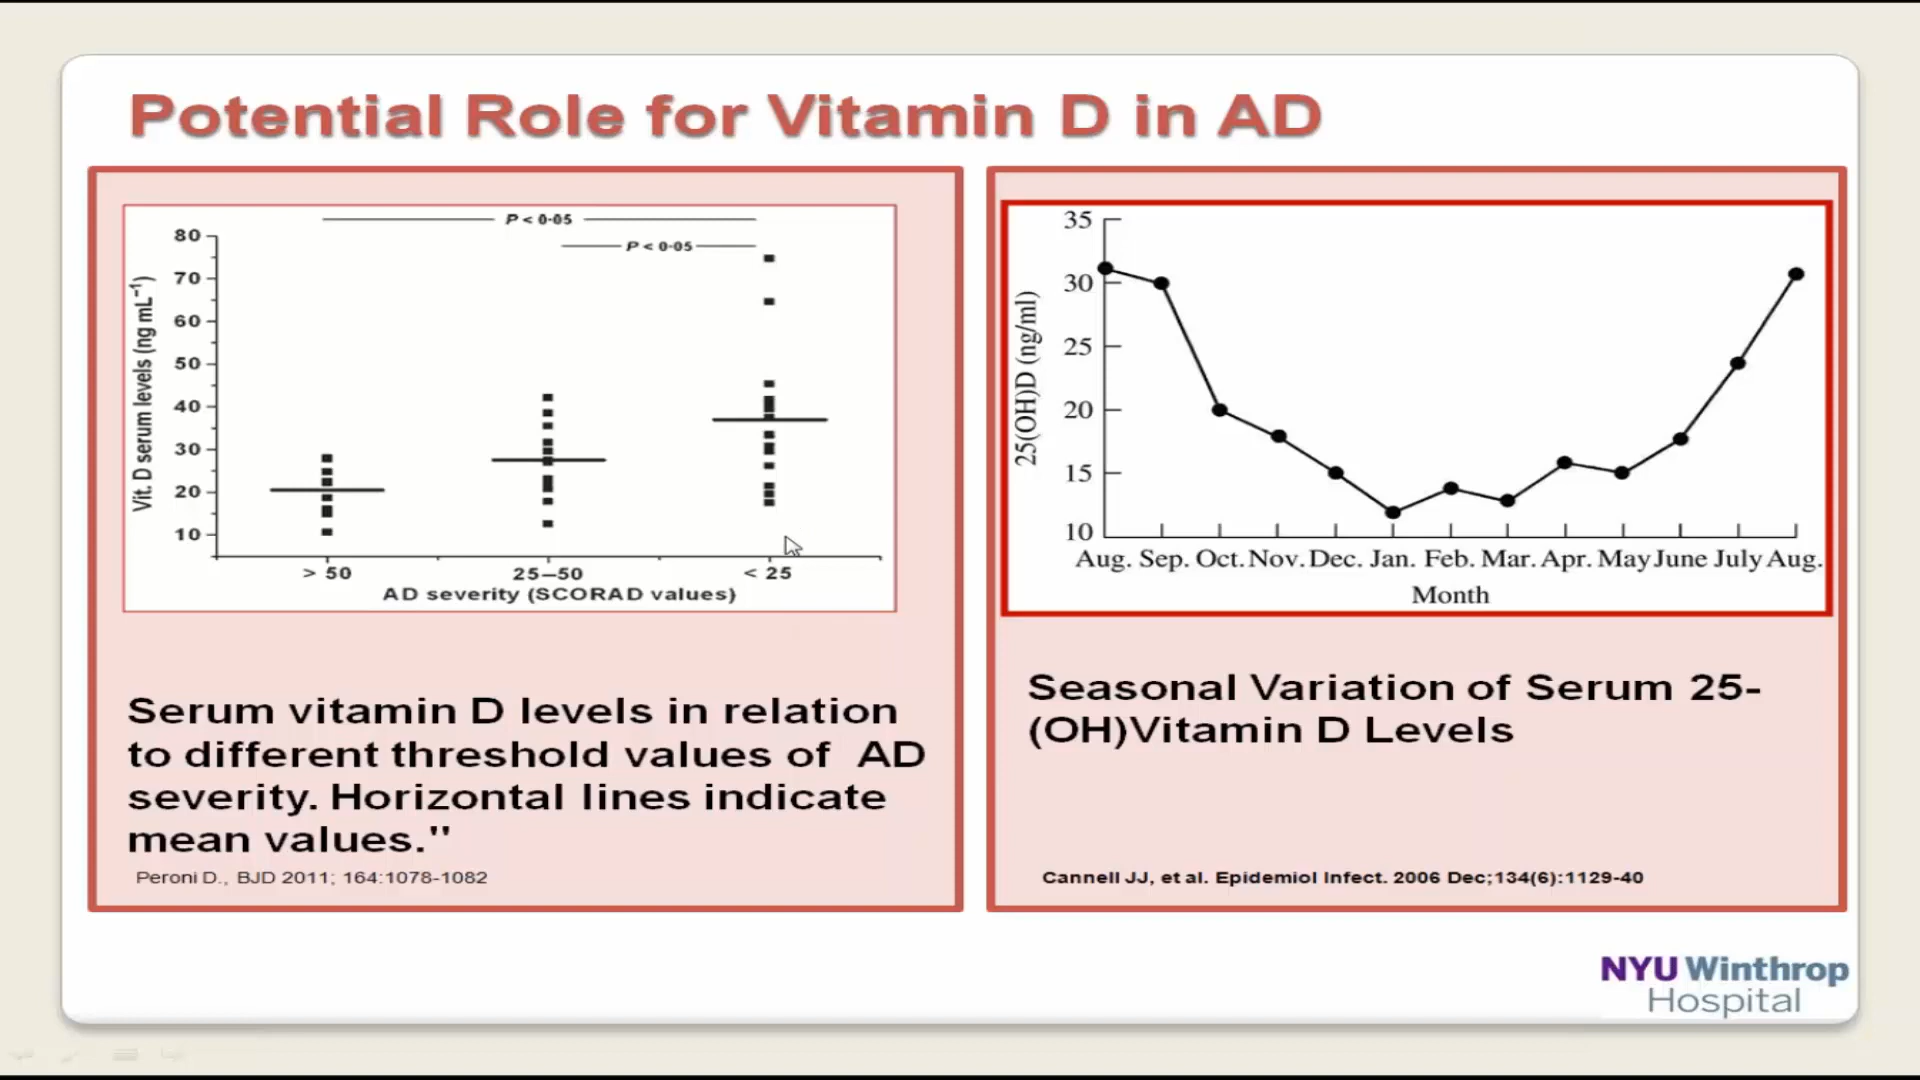 Potential Role for Vitamin D in AD
P < 0·05
P < 0·05
80
70
60
50
40
30
20
10
Vit. D serum levels (ng mL⁻¹)
> 50
25–50
< 25
AD severity (SCORAD values)
Serum vitamin D levels in relation
to different threshold values of AD
severity. Horizontal lines indicate
mean values."
Peroni D., BJD 2011; 164:1078-1082
35
30
25
20
15
10
25(OH)D (ng/ml)
Aug. Sep. Oct. Nov. Dec. Jan. Feb. Mar. Apr. May June July Aug.
Month
Seasonal Variation of Serum 25-
(OH)Vitamin D Levels
Cannell JJ, et al. Epidemiol Infect. 2006 Dec;134(6):1129-40
NYU Winthrop
Hospital